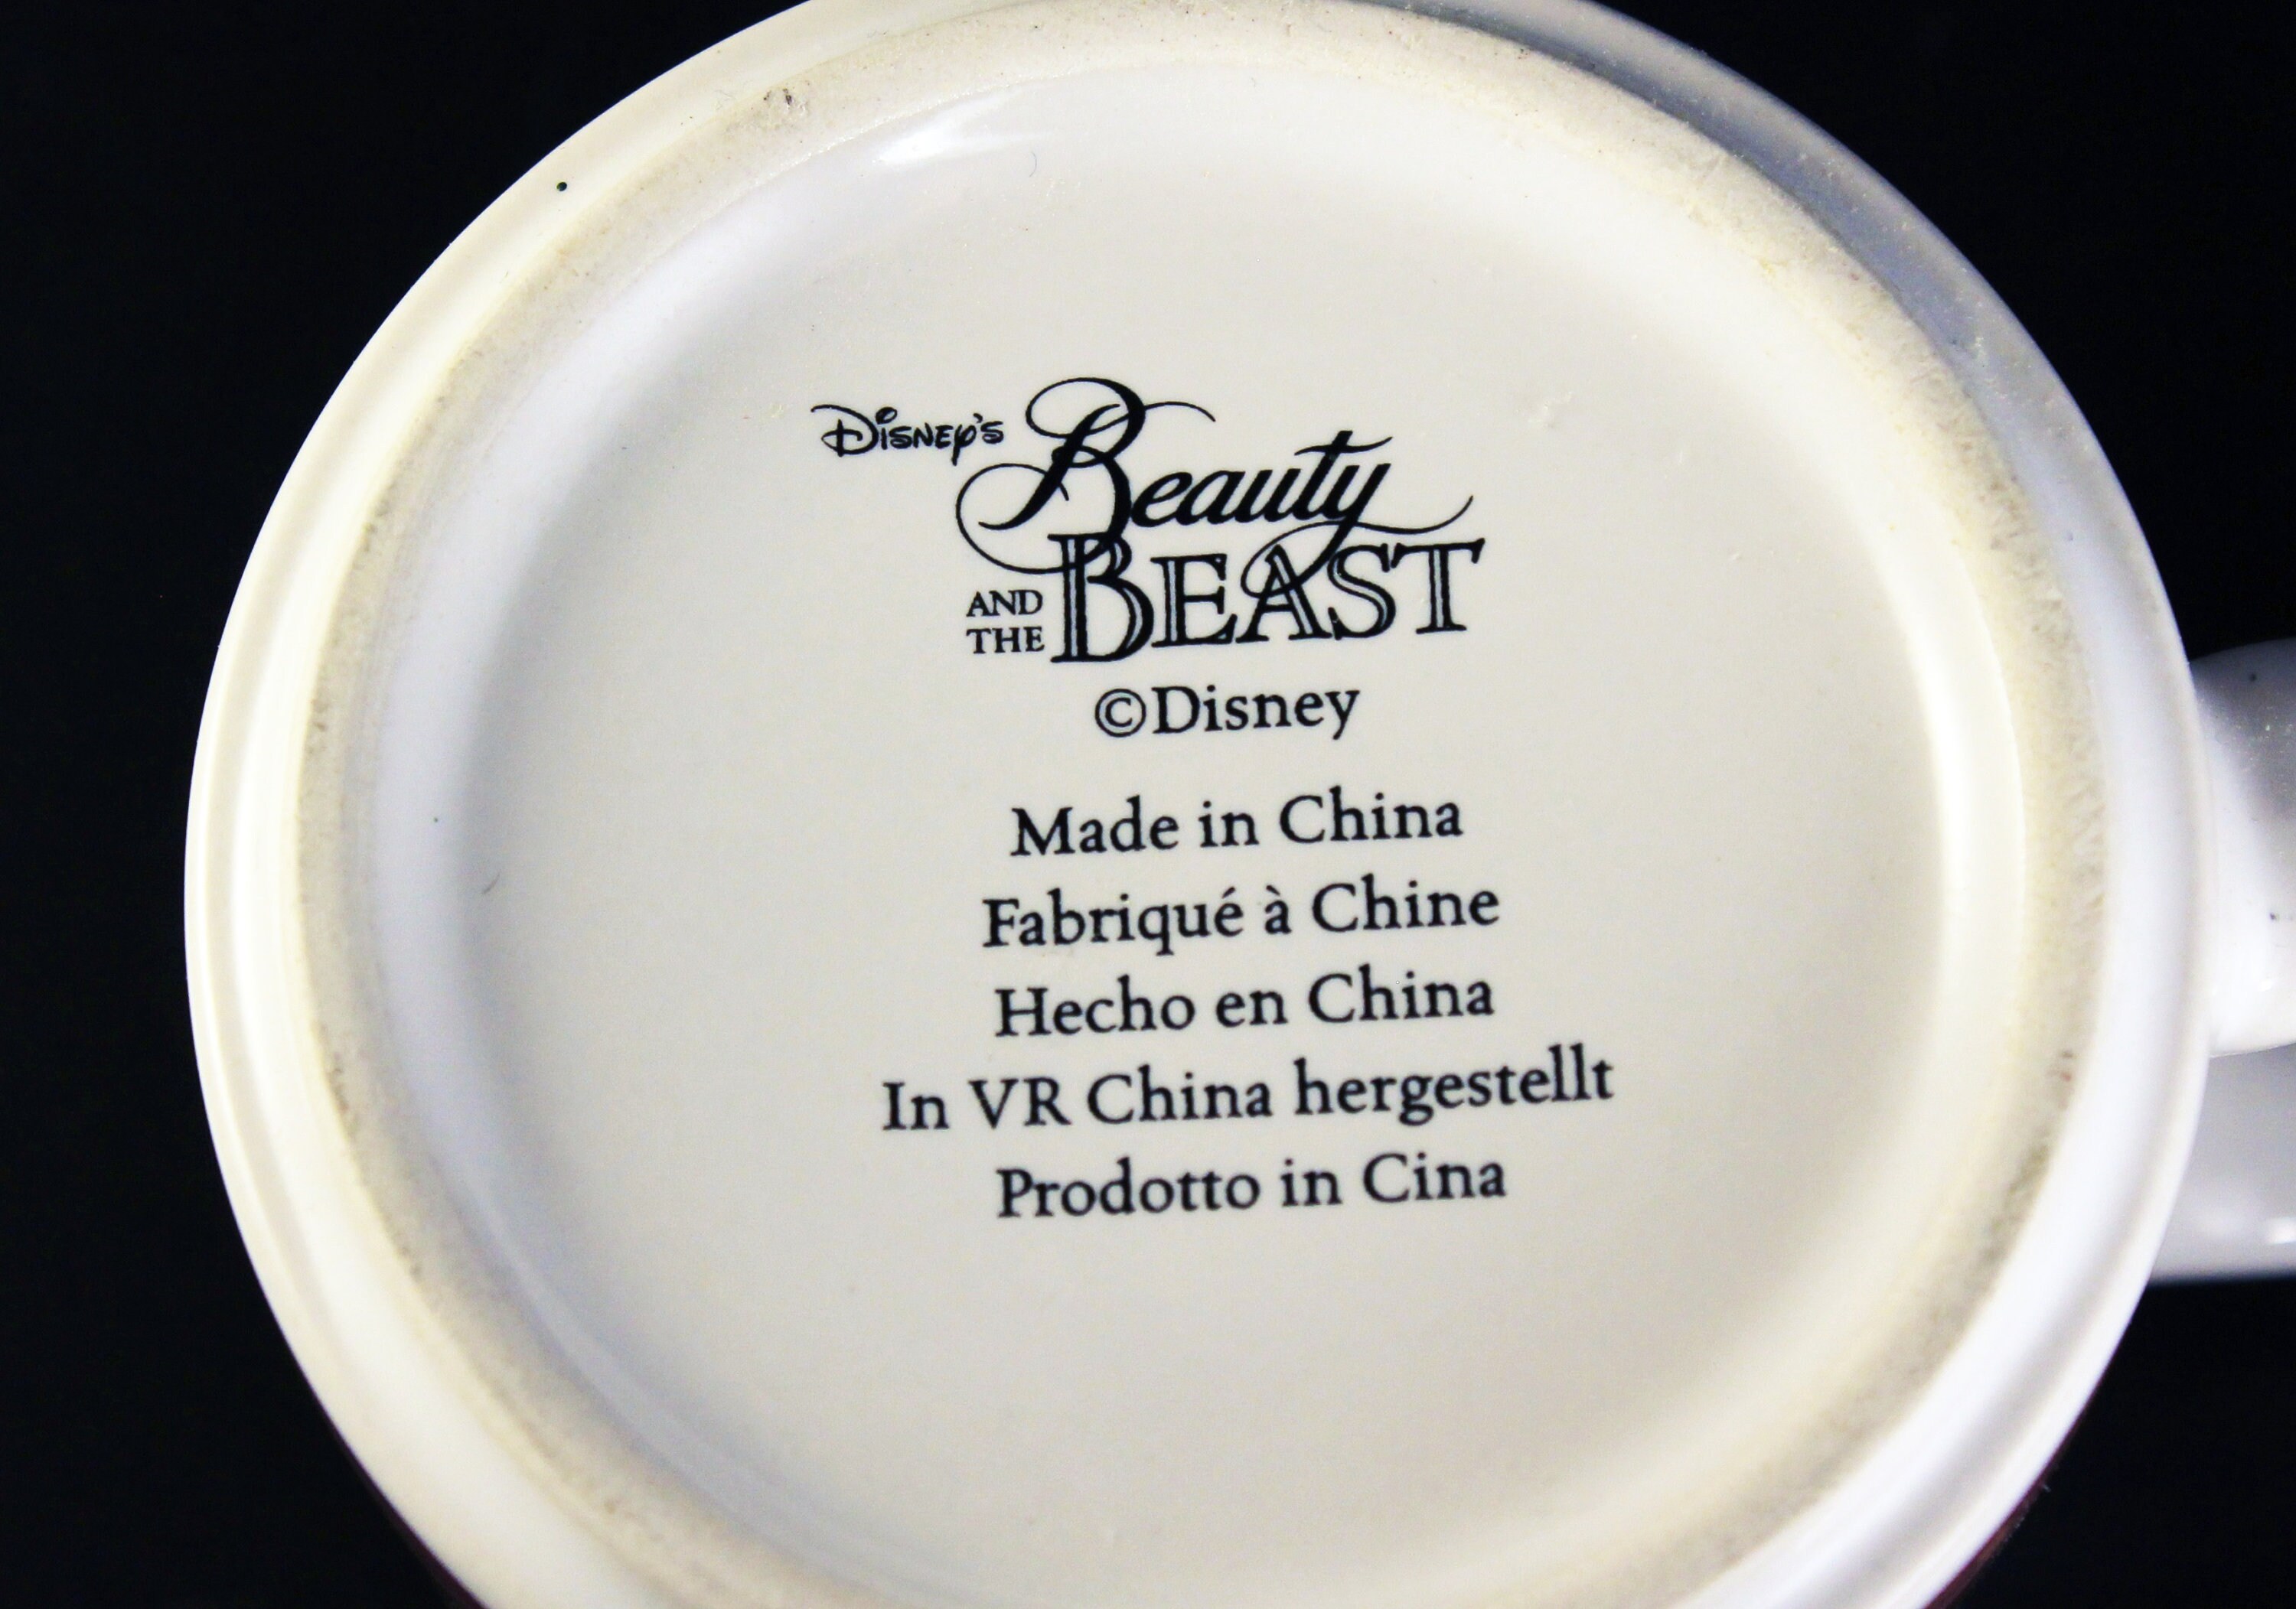 Disney's Beauty
AND THE BEAST
©Disney
Made in China
Fabriqué à Chine
Hecho en China
In VR China hergestellt
Prodotto in Cina